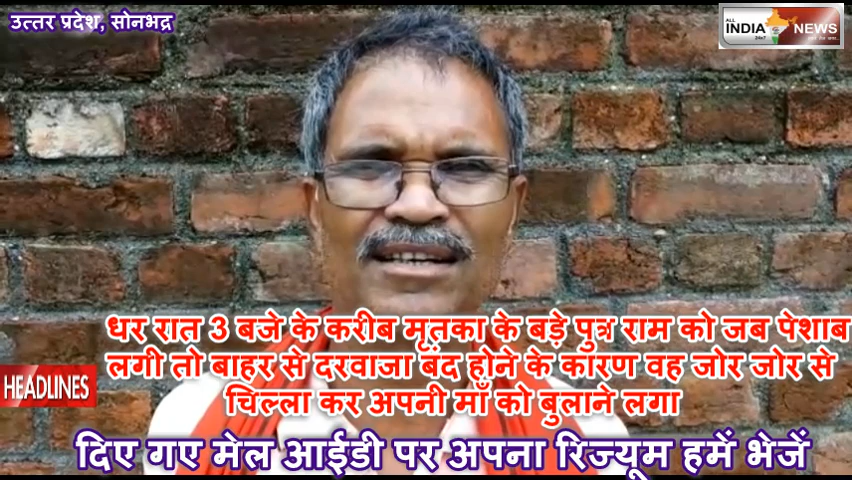 उत्तर प्रदेश, सोनभद्र
ALL
INDIA NEWS
24x7
धर रात 3 बजे के करीब मृतका के बड़े पुत्र राम को जब पेशाब
लगी तो बाहर से दरवाजा बंद होने के कारण वह जोर जोर से
HEADLINES
चिल्ला कर अपनी माँ को बुलाने लगा
दिए गए मेल आईडी पर अपना रिज्यूम हमें भेजें